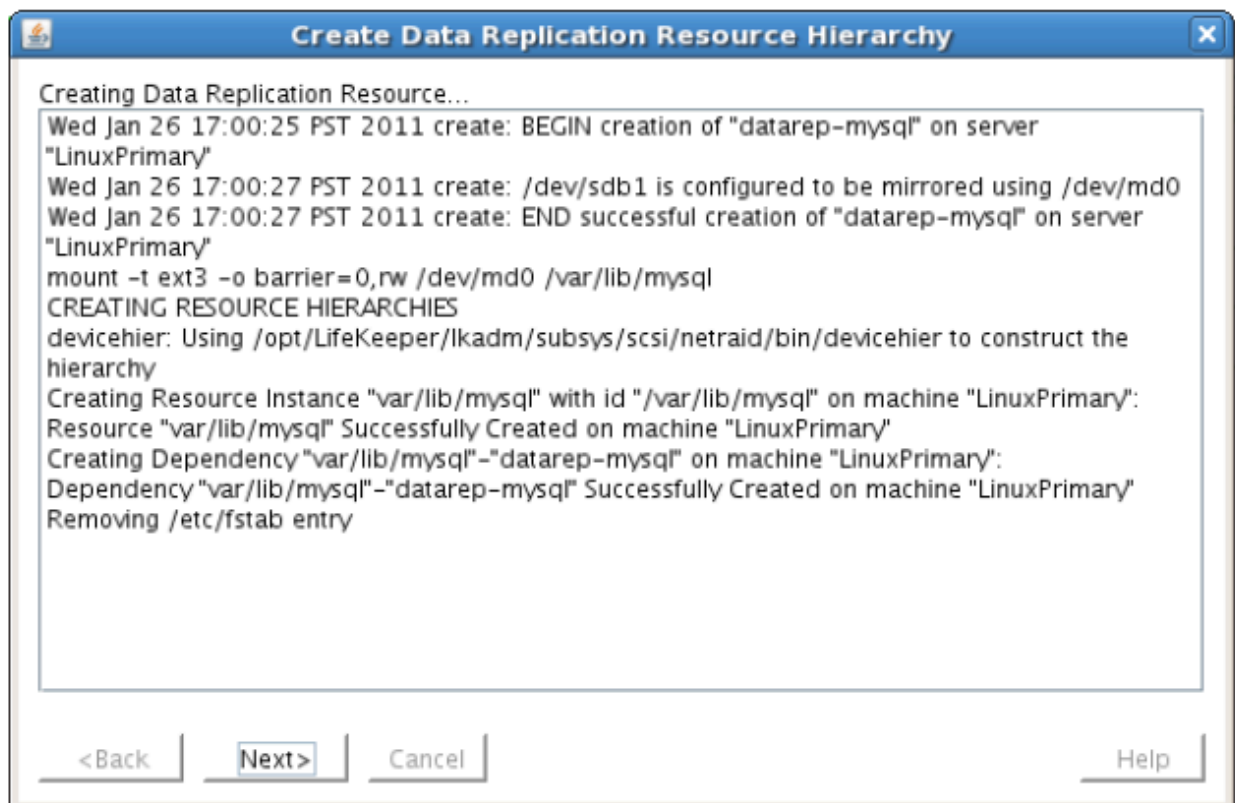 Create Data Replication Resource Hierarchy
Creating Data Replication Resource...
Wed Jan 26 17:00:25 PST 2011 create: BEGIN creation of "datarep-mysql" on server
"LinuxPrimary"
Wed Jan 26 17:00:27 PST 2011 create: /dev/sdb1 is configured to be mirrored using /dev/md0
Wed Jan 26 17:00:27 PST 2011 create: END successful creation of "datarep-mysql" on server
"LinuxPrimary"
mount -t ext3 -o barrier=0,rw /dev/md0 /var/lib/mysql
CREATING RESOURCE HIERARCHIES
devicehier: Using /opt/LifeKeeper/lkadm/subsys/scsi/netraid/bin/devicehier to construct the
hierarchy
Creating Resource Instance "var/lib/mysql" with id "/var/lib/mysql" on machine "LinuxPrimary":
Resource "var/lib/mysql" Successfully Created on machine "LinuxPrimary"
Creating Dependency "var/lib/mysql"-"datarep-mysql" on machine "LinuxPrimary":
Dependency "var/lib/mysql"-"datarep-mysql" Successfully Created on machine "LinuxPrimary"
Removing /etc/fstab entry
<Back Next> Cancel Help